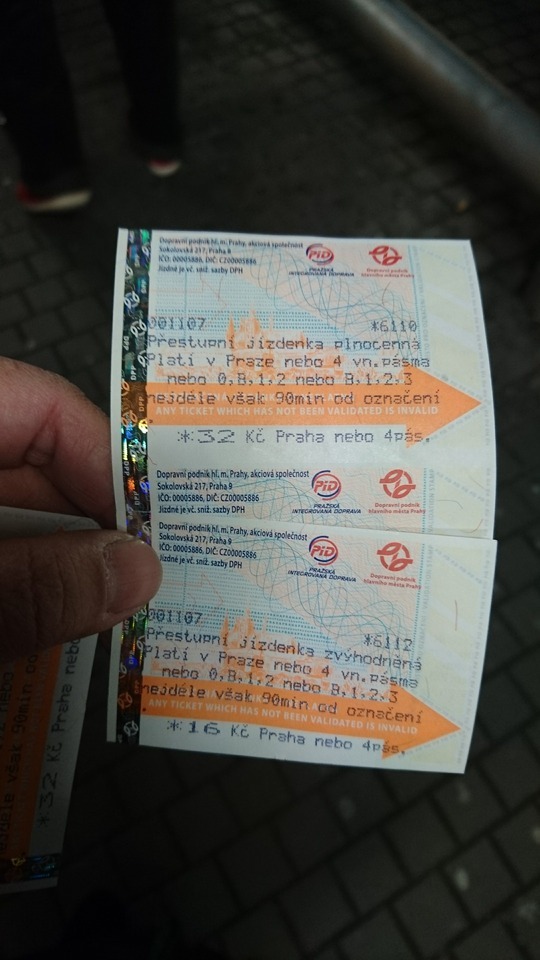 Dopravní podnik hl. m. Prahy, akciová společnost
Sokolovská 217, Praha 9
IČO: 00005886, DIČ: CZ00005886
Jízdné je vč. sníž. sazby DPH
PID
PRAŽSKÁ
INTEGROVANÁ DOPRAVA
Dopravní podnik
hlavního města Prahy
001107 *6110
Přestupní jízdenka plnocenná
Platí v Praze nebo 4 vn.pásma
nebo 0,B,1,2 nebo B,1,2,3
nejdéle však 90min od označení
ANY TICKET WHICH HAS NOT BEEN VALIDATED IS INVALID
*32 Kč Praha nebo 4pás.
Dopravní podnik hl. m. Prahy, akciová společnost
Sokolovská 217, Praha 9
IČO: 00005886, DIČ: CZ00005886
Jízdné je vč. sníž. sazby DPH
PID
PRAŽSKÁ
INTEGROVANÁ DOPRAVA
Dopravní podnik
hlavního města Prahy
Dopravní podnik hl. m. Prahy, akciová společnost
Sokolovská 217, Praha 9
IČO: 00005886, DIČ: CZ00005886
Jízdné je vč. sníž. sazby DPH
PID
PRAŽSKÁ
INTEGROVANÁ DOPRAVA
Dopravní podnik
hlavního města Prahy
001107 *6112
Přestupní jízdenka zvýhodněná
Platí v Praze nebo 4 vn.pásma
nebo 0,B,1,2 nebo B,1,2,3
nejdéle však 90min od označení
ANY TICKET WHICH HAS NOT BEEN VALIDATED IS INVALID
*16 Kč Praha nebo 4pás.
však 90min
*32 Kč Praha nebo